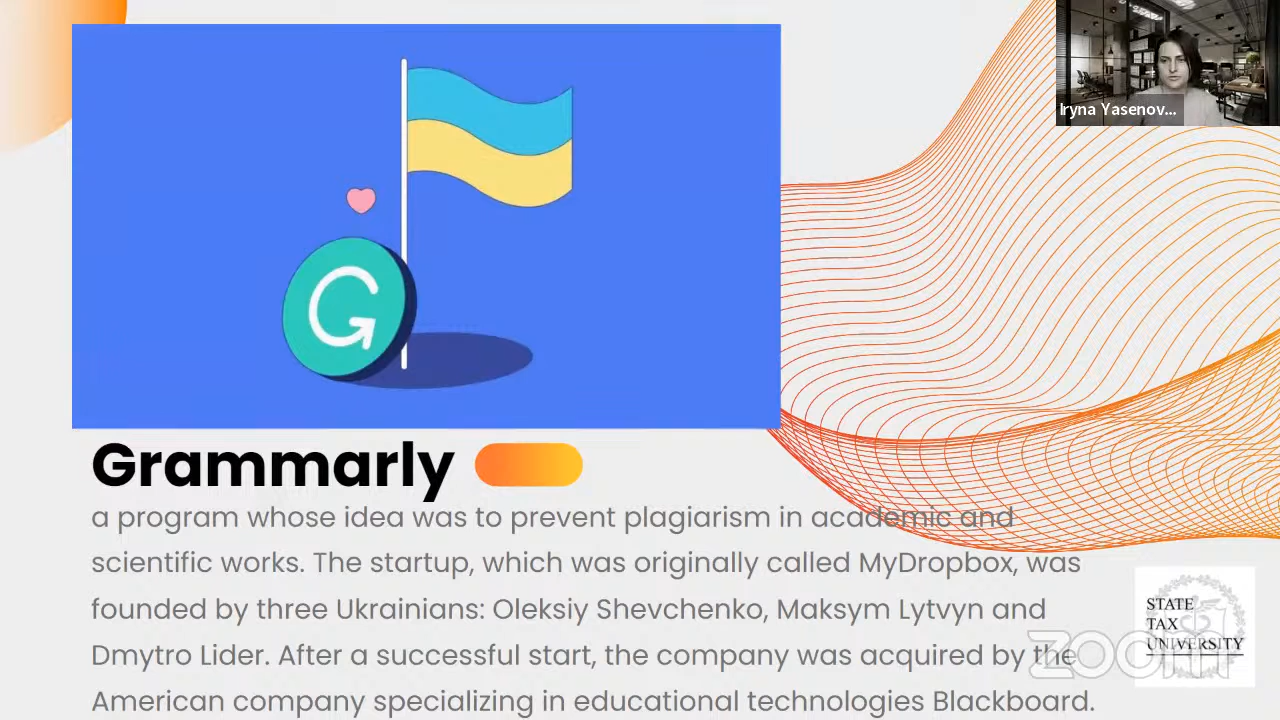 Iryna Yasenov...
Grammarly
a program whose idea was to prevent plagiarism in academic and
scientific works. The startup, which was originally called MyDropbox, was
founded by three Ukrainians: Oleksiy Shevchenko, Maksym Lytvyn and
Dmytro Lider. After a successful start, the company was acquired by the
American company specializing in educational technologies Blackboard.
STATE
TAX
UNIVERSITY
zoom